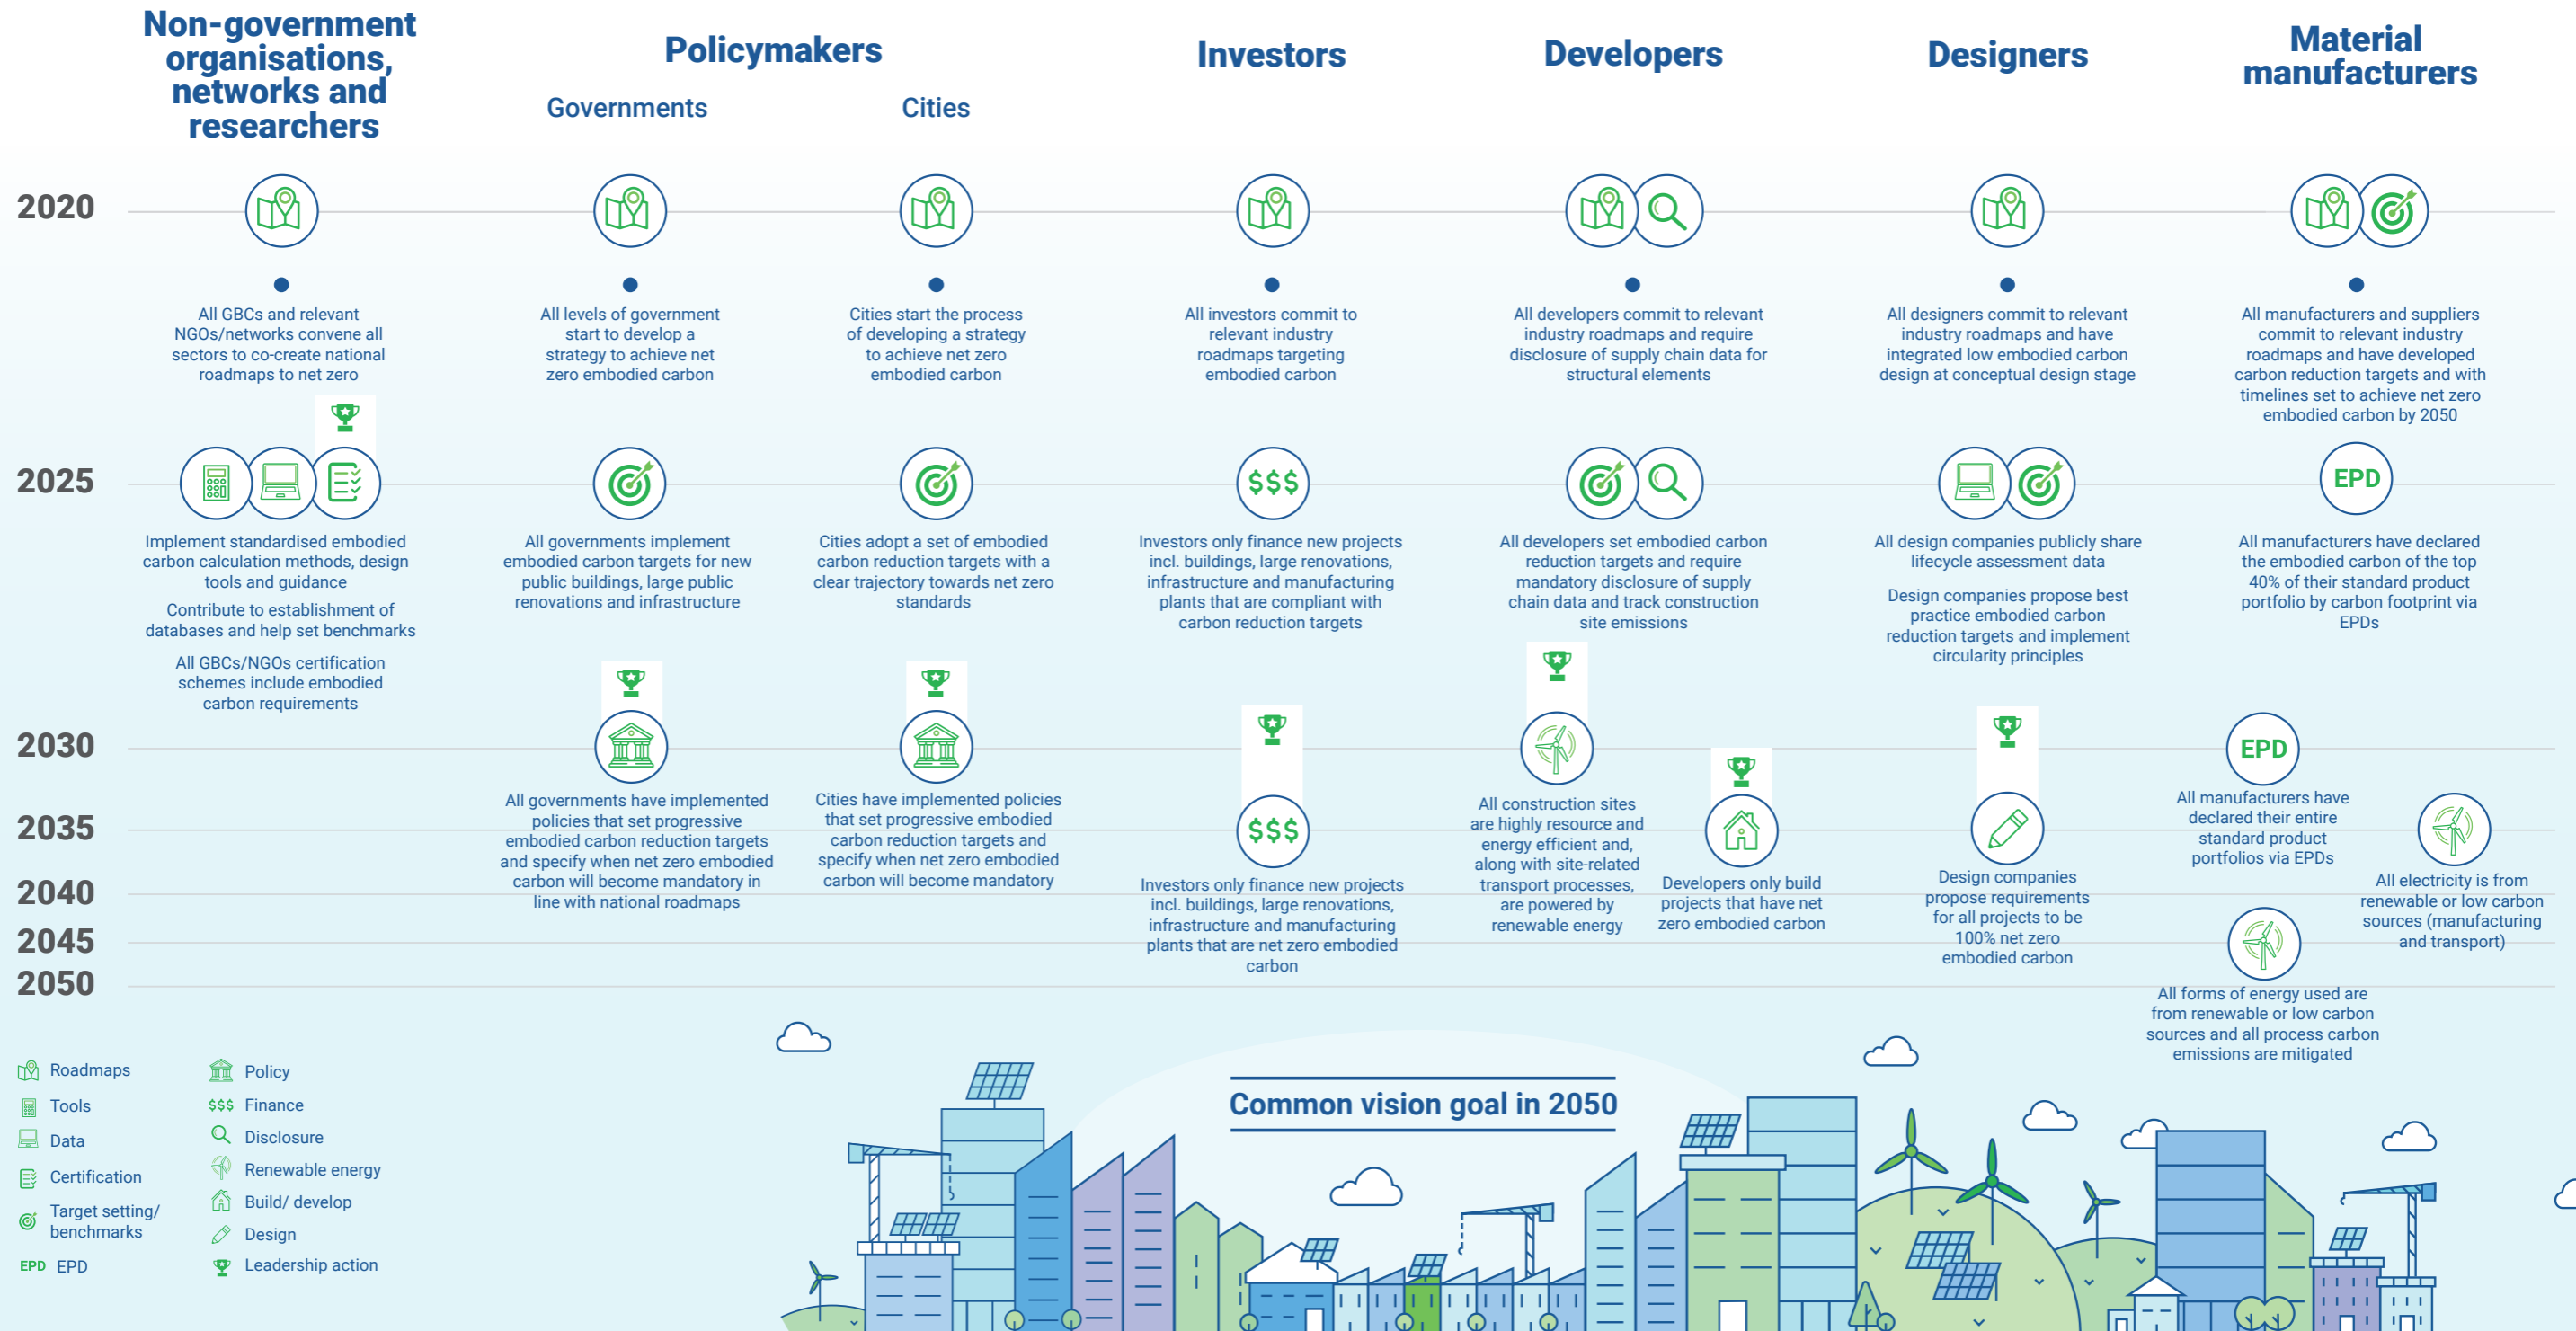 Non-government
organisations,
networks and
researchers
Policymakers
Governments
Cities
Investors
Developers
Designers
Material
manufacturers
2020
All GBCs and relevant
NGOs/networks convene all
sectors to co-create national
roadmaps to net zero
All levels of government
start to develop a
strategy to achieve net
zero embodied carbon
Cities start the process
of developing a strategy
to achieve net zero
embodied carbon
All investors commit to
relevant industry
roadmaps targeting
embodied carbon
All developers commit to relevant
industry roadmaps and require
disclosure of supply chain data for
structural elements
All designers commit to relevant
industry roadmaps and have
integrated low embodied carbon
design at conceptual design stage
All manufacturers and suppliers
commit to relevant industry
roadmaps and have developed
carbon reduction targets and with
timelines set to achieve net zero
embodied carbon by 2050
2025
$$$
EPD
Implement standardised embodied
carbon calculation methods, design
tools and guidance
Contribute to establishment of
databases and help set benchmarks
All GBCs/NGOs certification
schemes include embodied
carbon requirements
All governments implement
embodied carbon targets for new
public buildings, large public
renovations and infrastructure
Cities adopt a set of embodied
carbon reduction targets with a
clear trajectory towards net zero
standards
Investors only finance new projects
incl. buildings, large renovations,
infrastructure and manufacturing
plants that are compliant with
carbon reduction targets
All developers set embodied carbon
reduction targets and require
mandatory disclosure of supply
chain data and track construction
site emissions
All design companies publicly share
lifecycle assessment data
Design companies propose best
practice embodied carbon
reduction targets and implement
circularity principles
All manufacturers have declared
the embodied carbon of the top
40% of their standard product
portfolio by carbon footprint via
EPDs
2030
EPD
All governments have implemented
policies that set progressive
embodied carbon reduction targets
and specify when net zero embodied
carbon will become mandatory in
line with national roadmaps
Cities have implemented policies
that set progressive embodied
carbon reduction targets and
specify when net zero embodied
carbon will become mandatory
All construction sites
are highly resource and
energy efficient and,
along with site-related
transport processes,
are powered by
renewable energy
All manufacturers have
declared their entire
standard product
portfolios via EPDs
2035
$$$
Investors only finance new projects
incl. buildings, large renovations,
infrastructure and manufacturing
plants that are net zero embodied
carbon
Developers only build
projects that have net
zero embodied carbon
Design companies
propose requirements
for all projects to be
100% net zero
embodied carbon
All electricity is from
renewable or low carbon
sources (manufacturing
and transport)
2040
2045
2050
All forms of energy used are
from renewable or low carbon
sources and all process carbon
emissions are mitigated
Roadmaps
Tools
Data
Certification
Target setting/
benchmarks
EPD EPD
Policy
$$$ Finance
Disclosure
Renewable energy
Build/ develop
Design
Leadership action
Common vision goal in 2050